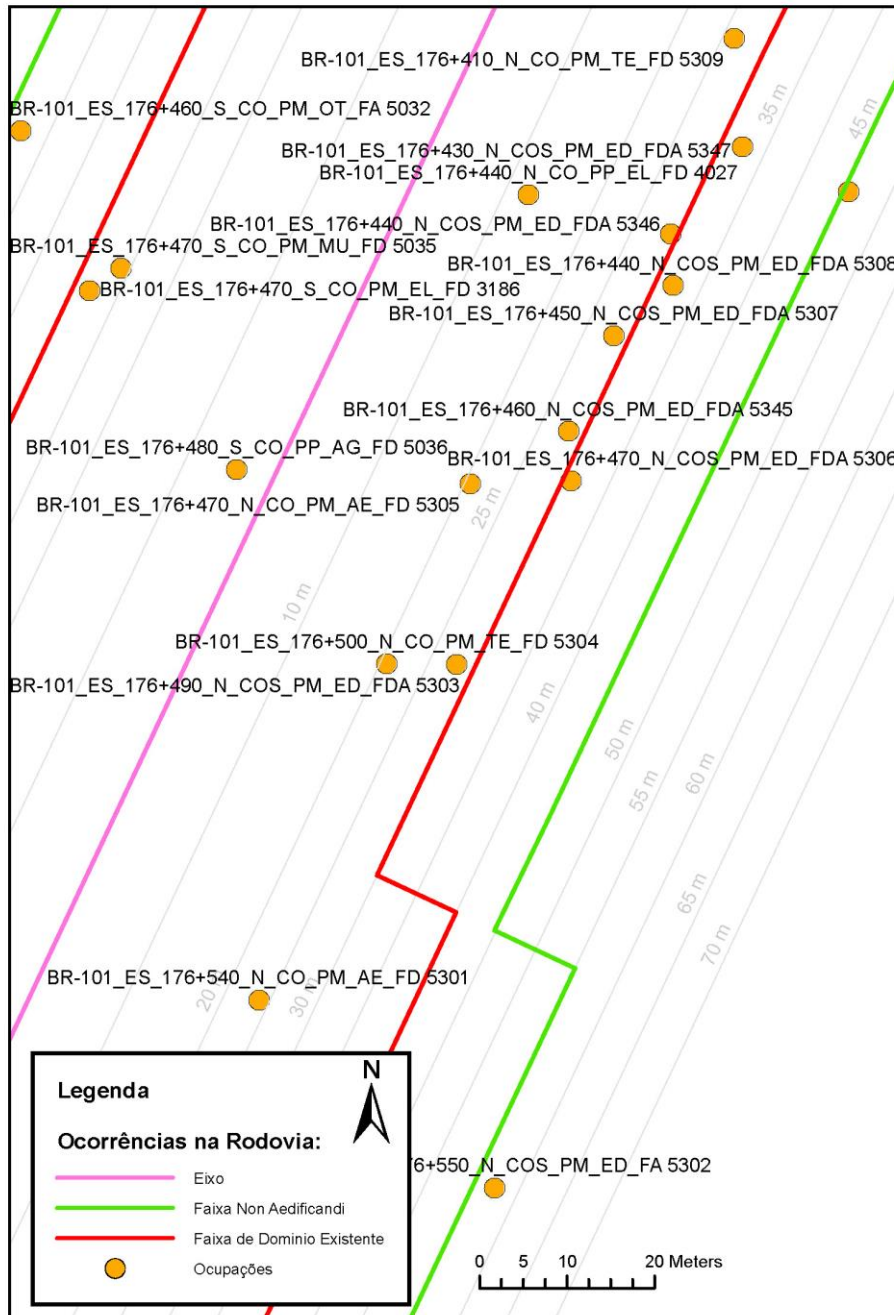 BR-101_ES_176+410_N_CO_PM_TE_FD 5309
35 m
45 m
BR-101_ES_176+460_S_CO_PM_OT_FA 5032
BR-101_ES_176+430_N_COS_PM_ED_FDA 5347
BR-101_ES_176+440_N_CO_PP_EL_FD 4027
BR-101_ES_176+440_N_COS_PM_ED_FDA 5346
BR-101_ES_176+470_S_CO_PM_MU_FD 5035
BR-101_ES_176+440_N_COS_PM_ED_FDA 5308
BR-101_ES_176+470_S_CO_PM_EL_FD 3186
BR-101_ES_176+450_N_COS_PM_ED_FDA 5307
BR-101_ES_176+460_N_COS_PM_ED_FDA 5345
BR-101_ES_176+480_S_CO_PP_AG_FD 5036
BR-101_ES_176+470_N_COS_PM_ED_FDA 5306
BR-101_ES_176+470_N_CO_PM_AE_FD 5305
25 m
10 m
BR-101_ES_176+500_N_CO_PM_TE_FD 5304
BR-101_ES_176+490_N_COS_PM_ED_FDA 5303
40 m
50 m
55 m
60 m
65 m
70 m
BR-101_ES_176+540_N_CO_PM_AE_FD 5301
20 m
30 m
6+550_N_COS_PM_ED_FA 5302
N
Legenda
Ocorrências na Rodovia:
Eixo
Faixa Non Aedificandi
Faixa de Dominio Existente
Ocupações
0 5 10 20 Meters